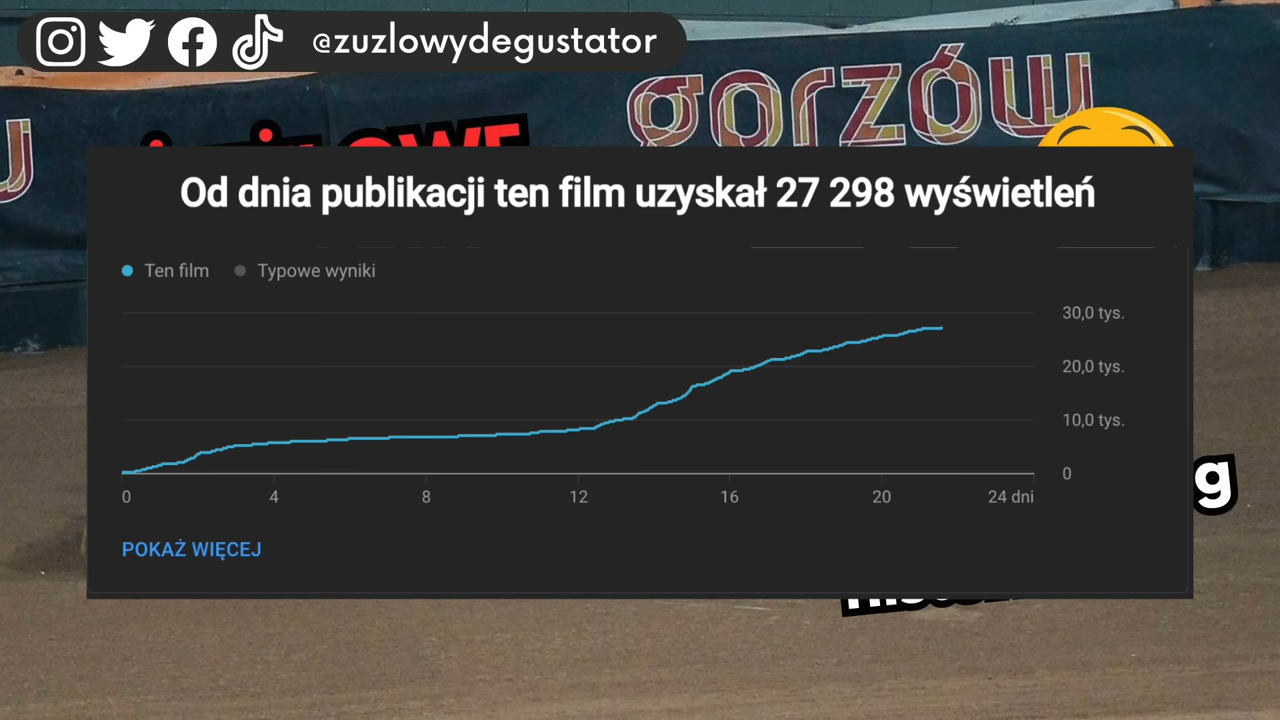 @zuzlowydegustator
gorzów
Od dnia publikacji ten film uzyskał 27 298 wyświetleń
Ten film
Typowe wyniki
30,0 tys.
20,0 tys.
10,0 tys.
0
0 4 8 12 16 20 24 dni
POKAŻ WIĘCEJ